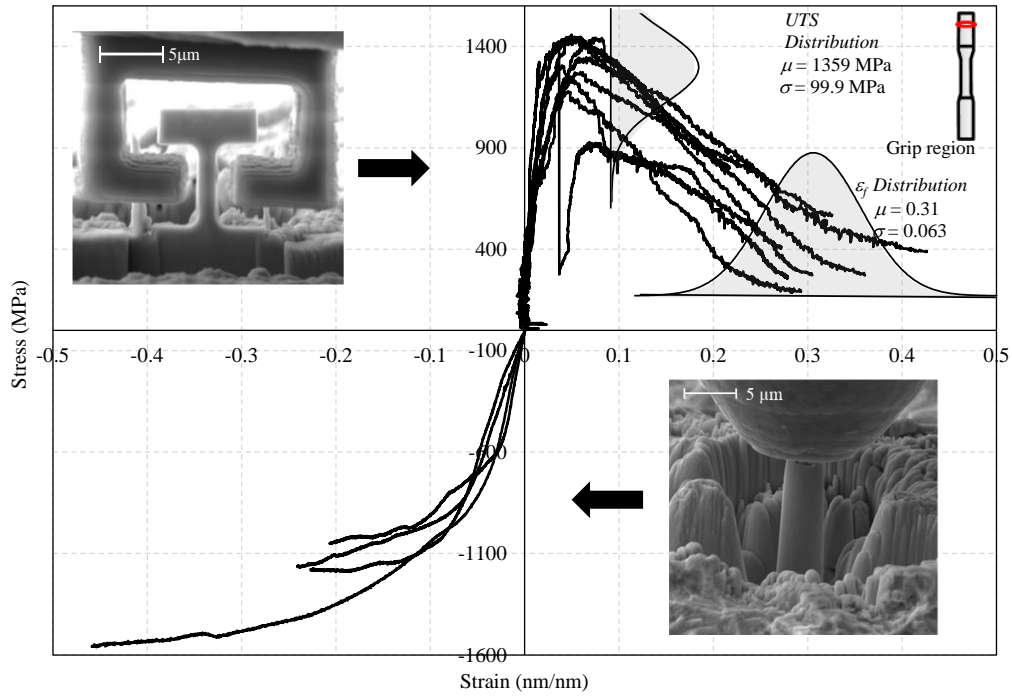 5μm
1400
900
400
UTS
Distribution
μ = 1359 MPa
σ = 99.9 MPa
Grip region
εf Distribution
μ = 0.31
σ = 0.063
Stress (MPa)
-0.5 -0.4 -0.3 -0.2 -0.1 0 0.1 0.2 0.3 0.4 0.5
-100
-600
-1100
-1600
5 μm
Strain (nm/nm)